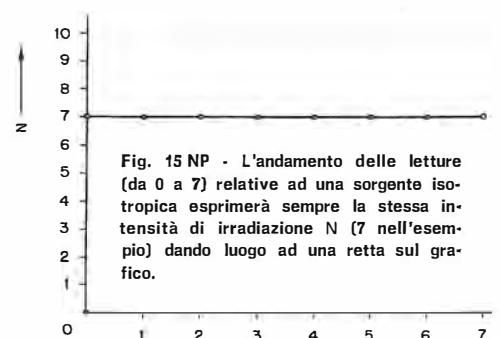 10
9
8
7
6
5
4
3
2
1
0
N
Fig. 15 NP - L'andamento delle letture
(da 0 a 7) relative ad una sorgente iso-
tropica esprimerà sempre la stessa in-
tensità di irradiazione N (7 nell'esem-
pio) dando luogo ad una retta sul gra-
fico.
1 2 3 4 5 6 7